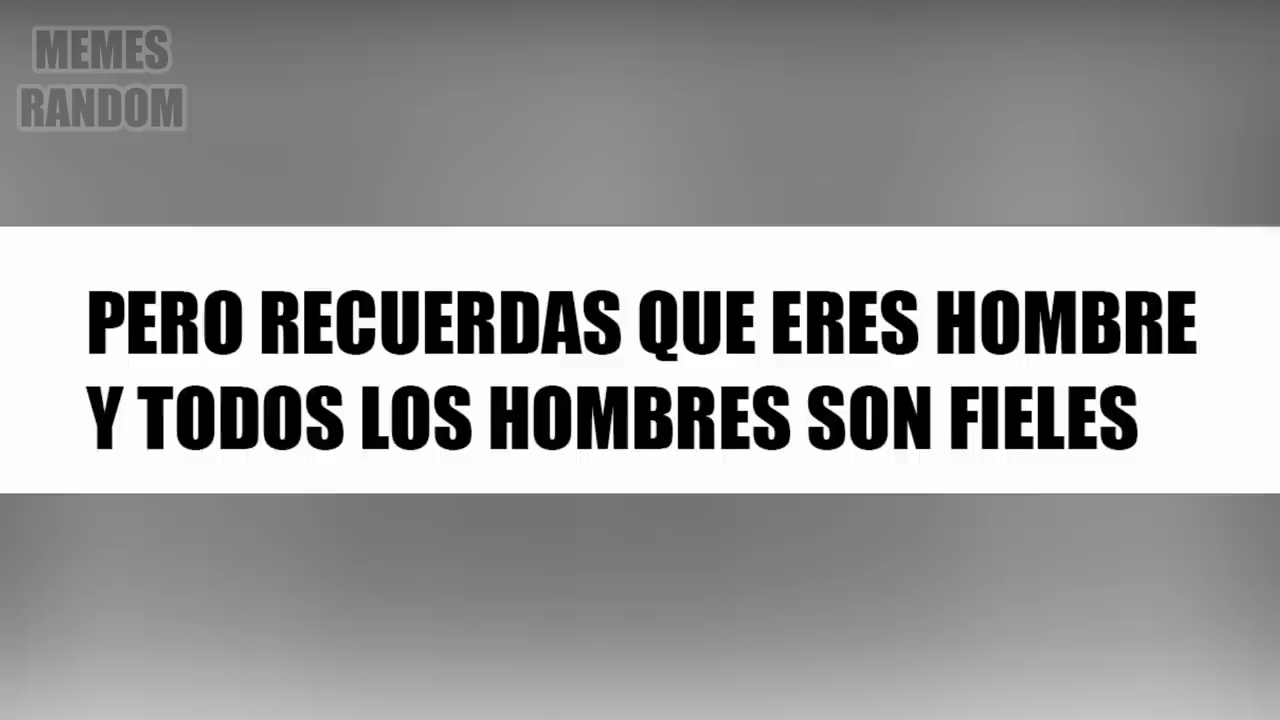 MEMES
RANDOM
PERO RECUERDAS QUE ERES HOMBRE
Y TODOS LOS HOMBRES SON FIELES